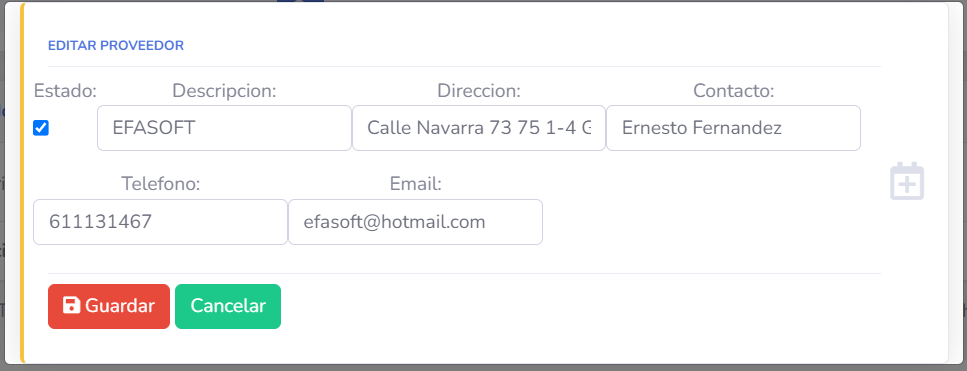 EDITAR PROVEEDOR
Estado: Descripcion: Direccion: Contacto:
EFASOFT Calle Navarra 73 75 1-4 G Ernesto Fernandez
Telefono: Email:
611131467 efasoft@hotmail.com
Guardar Cancelar